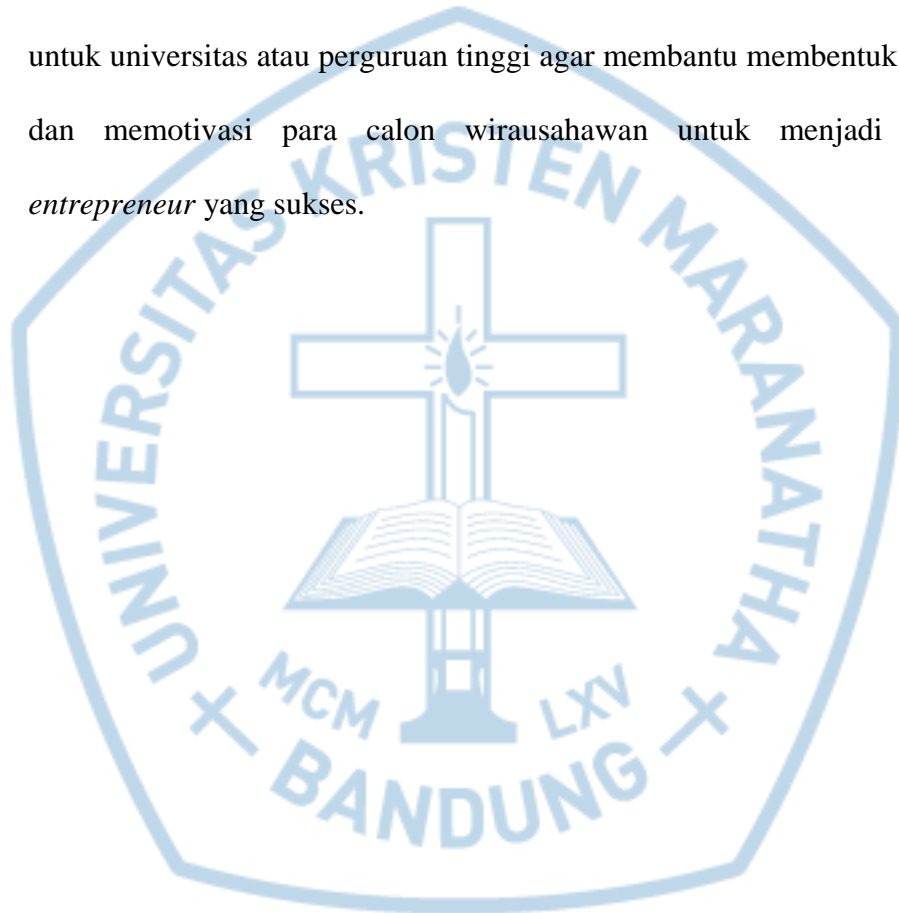 untuk universitas atau perguruan tinggi agar membantu membentuk
dan memotivasi para calon wirausahawan untuk menjadi
entrepreneur yang sukses.
UNIVERSITAS KRISTEN MARANATHA
MCM LXV
BANDUNG